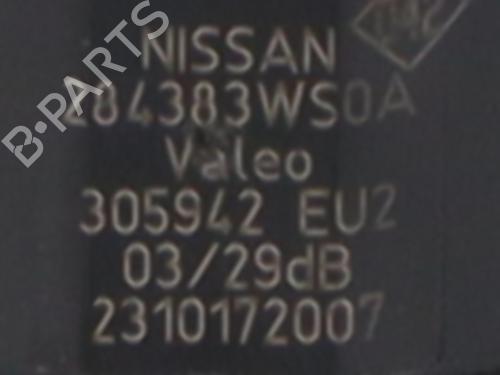 B-PARTS
NISSAN
284383WS0A
Valeo
305942 EU2
03/29dB
2310172007